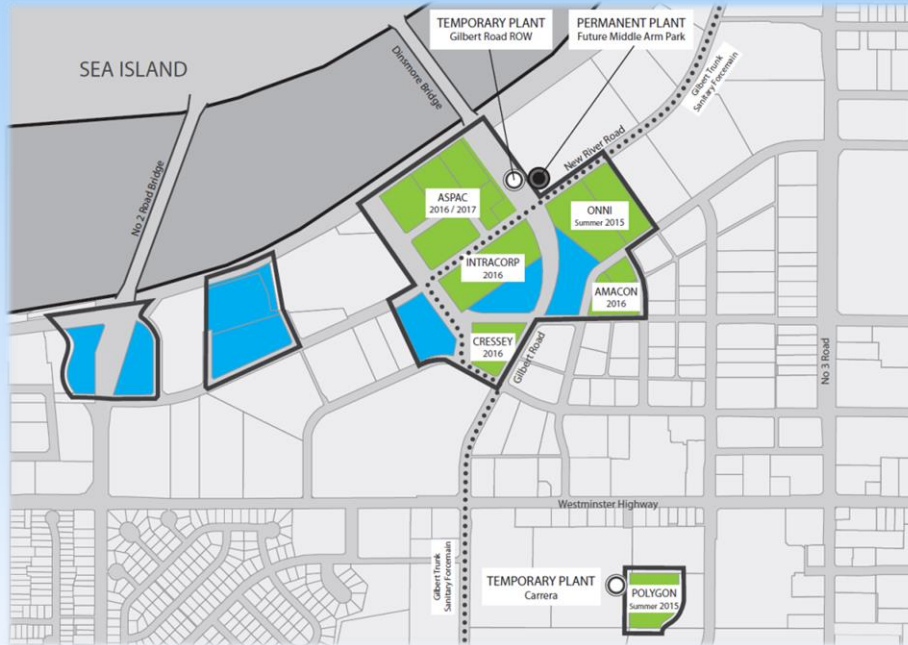 TEMPORARY PLANT
Gilbert Road ROW
PERMANENT PLANT
Future Middle Arm Park
SEA ISLAND
Dinsmore Bridge
Gilbert Trunk
Sanitary Forcemain
No 2 Road Bridge
New River Road
ASPAC
2016 / 2017
ONNI
Summer 2015
INTRACORP
2016
AMACON
2016
CRESSEY
2016
Gilbert Road
No 3 Road
Westminster Highway
Gilbert Trunk
Sanitary Forcemain
TEMPORARY PLANT
Carrera
POLYGON
Summer 2015